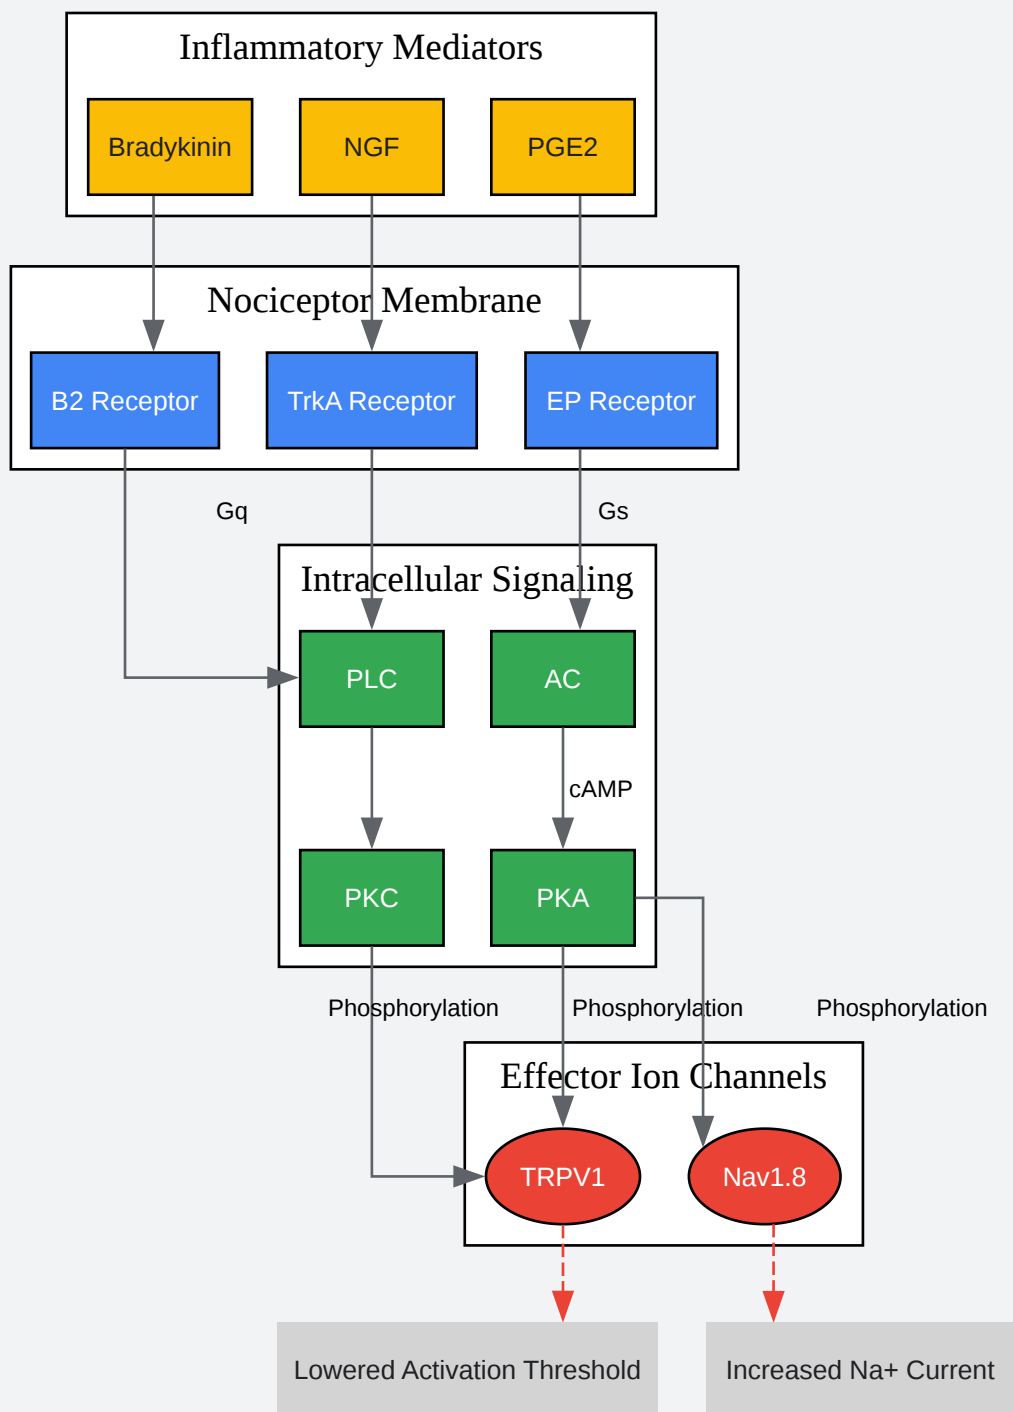 Inflammatory Mediators
Bradykinin
NGF
PGE2
Nociceptor Membrane
B2 Receptor
TrkA Receptor
EP Receptor
Gq
Gs
Intracellular Signaling
PLC
AC
cAMP
PKC
PKA
Phosphorylation
Phosphorylation
Phosphorylation
Effector Ion Channels
TRPV1
Nav1.8
Lowered Activation Threshold
Increased Na+ Current